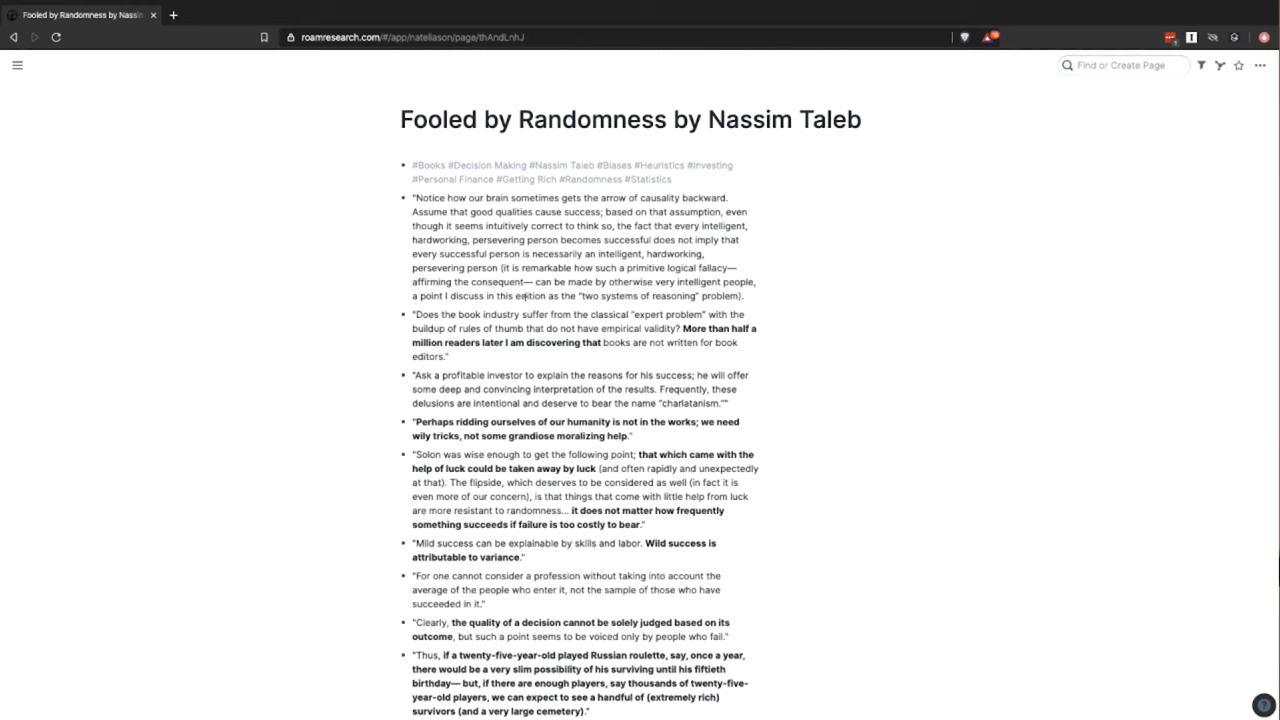 Fooled by Randomness by Nassin
roamresearch.com/#/app/nateliason/page/thAndLnhJ
Find or Create Page
Fooled by Randomness by Nassim Taleb
#Books #Decision Making #Nassim Taleb #Biases #Heuristics #Investing
#Personal Finance #Getting Rich #Randomness #Statistics
"Notice how our brain sometimes gets the arrow of causality backward.
Assume that good qualities cause success; based on that assumption, even
though it seems intuitively correct to think so, the fact that every intelligent,
hardworking, persevering person becomes successful does not imply that
every successful person is necessarily an intelligent, hardworking,
persevering person (it is remarkable how such a primitive logical fallacy—
affirming the consequent— can be made by otherwise very intelligent people,
a point I discuss in this edition as the "two systems of reasoning" problem).
"Does the book industry suffer from the classical "expert problem" with the
buildup of rules of thumb that do not have empirical validity? More than half a
million readers later I am discovering that books are not written for book
editors."
"Ask a profitable investor to explain the reasons for his success; he will offer
some deep and convincing interpretation of the results. Frequently, these
delusions are intentional and deserve to bear the name "charlatanism.""
"Perhaps ridding ourselves of our humanity is not in the works; we need
wily tricks, not some grandiose moralizing help."
"Solon was wise enough to get the following point; that which came with the
help of luck could be taken away by luck (and often rapidly and unexpectedly
at that). The flipside, which deserves to be considered as well (in fact it is
even more of our concern), is that things that come with little help from luck
are more resistant to randomness... it does not matter how frequently
something succeeds if failure is too costly to bear."
"Mild success can be explainable by skills and labor. Wild success is
attributable to variance."
"For one cannot consider a profession without taking into account the
average of the people who enter it, not the sample of those who have
succeeded in it."
"Clearly, the quality of a decision cannot be solely judged based on its
outcome, but such a point seems to be voiced only by people who fail."
"Thus, if a twenty-five-year-old played Russian roulette, say, once a year,
there would be a very slim possibility of his surviving until his fiftieth
birthday— but, if there are enough players, say thousands of twenty-five-
year-old players, we can expect to see a handful of (extremely rich)
survivors (and a very large cemetery)."